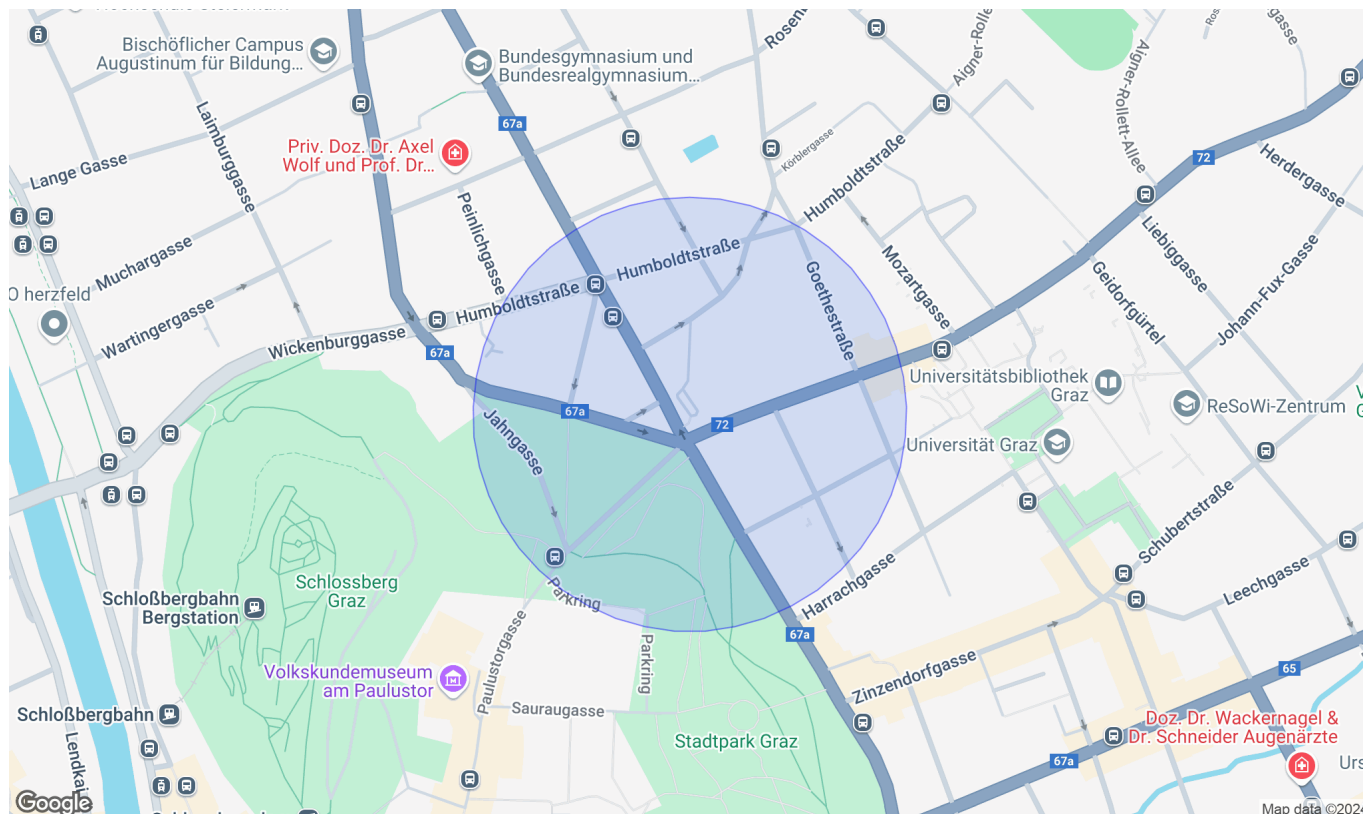 Bischöflicher Campus
Augustinum für Bildung...
Bundesgymnasium und
Bundesrealgymnasium...
Aigner-Rolle
Aigner-Rollett-Allee
67a
Priv. Doz. Dr. Axel
Wolf und Prof. Dr...
Lange Gasse
Laimburggasse
Körblergasse
Humboldtstraße
72
Herdergasse
Peinlichgasse
Muchargasse
Humboldtstraße
Mozartgasse
Goethestraße
Liebiggasse
Geidorfgürtel
Johann-Fux-Gasse
O herzfeld
Humboldtstraße
Wartingergasse
Wickenburggasse
67a
Universitätsbibliothek
Graz
ReSoWi-Zentrum
67a
72
Jahngasse
Universität Graz
Schubertstraße
Schlossberg
Graz
Schloßbergbahn
Bergstation
Parkring
Harrachgasse
Leechgasse
67a
Parkring
Paulustorgasse
Volkskundemuseum
am Paulustor
Zinzendorfgasse
65
Schloßbergbahn
Sauraugasse
Doz. Dr. Wackernagel &
Dr. Schneider Augenärzte
Stadtpark Graz
Lendkai
67a
Urs
Google
Map data ©2024